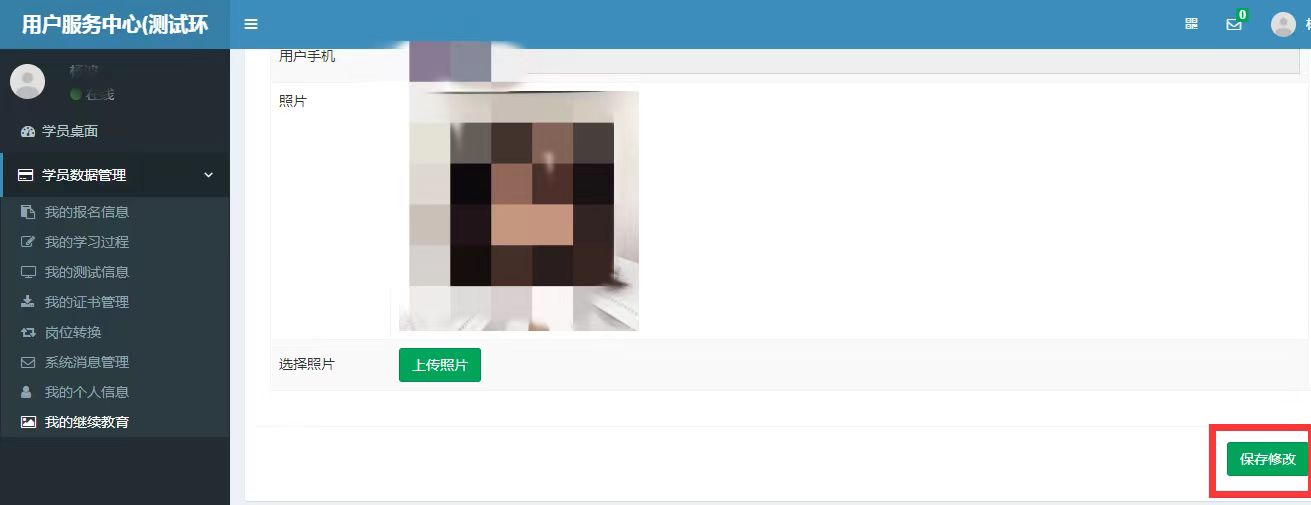 用户服务中心(测试环
0
用户手机
在线
照片
学员桌面
学员数据管理
我的报名信息
我的学习过程
我的测试信息
我的证书管理
岗位转换
系统消息管理
选择照片
上传照片
我的个人信息
我的继续教育
保存修改